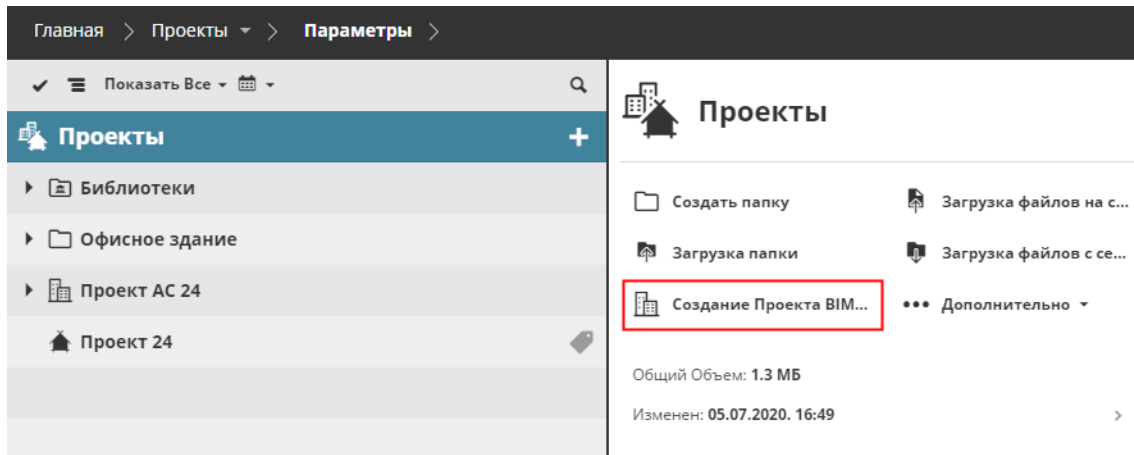 Главная > Проекты > Параметры >
Показать Все
Проекты
Библиотеки
Офисное здание
Проект АС 24
Проект 24
Проекты
Создать папку
Загрузка файлов на с...
Загрузка папки
Загрузка файлов с се...
Создание Проекта BIM...
Дополнительно
Общий Объем: 1.3 МБ
Изменен: 05.07.2020. 16:49